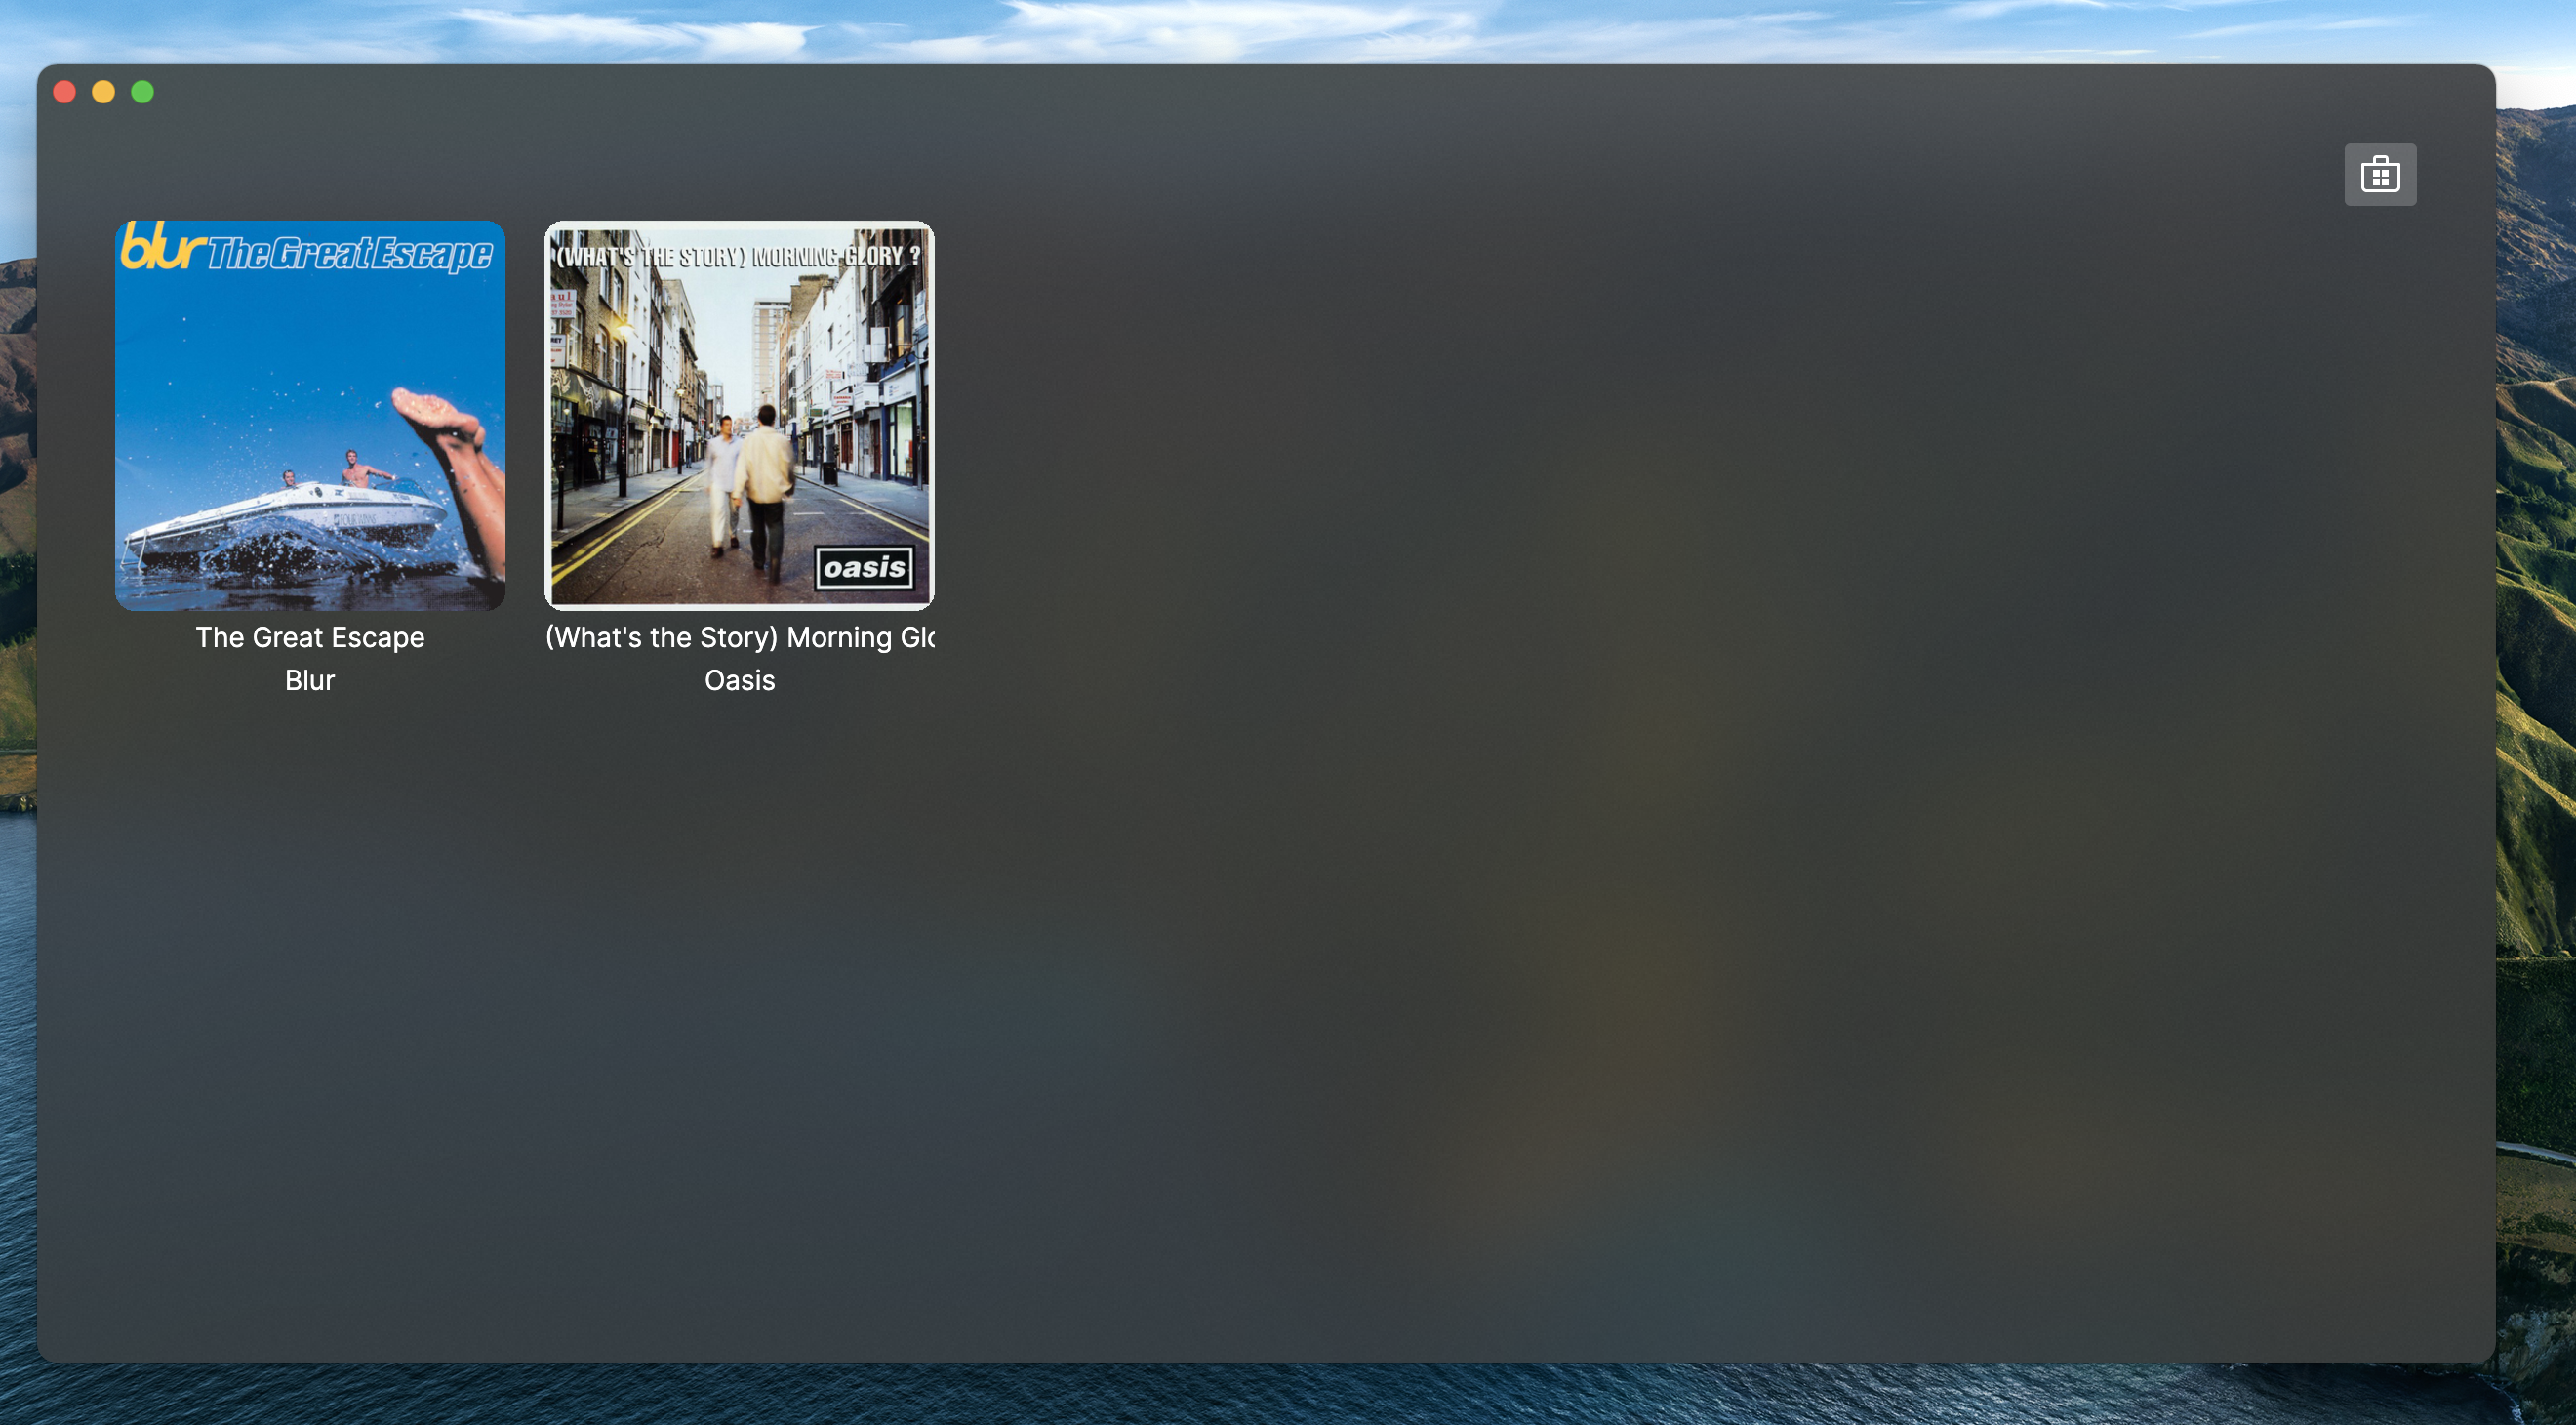 blur The Great Escape
(WHAT'S THE STORY) MORNING GLORY ?
oasis
The Great Escape
Blur
(What's the Story) Morning Glo
Oasis